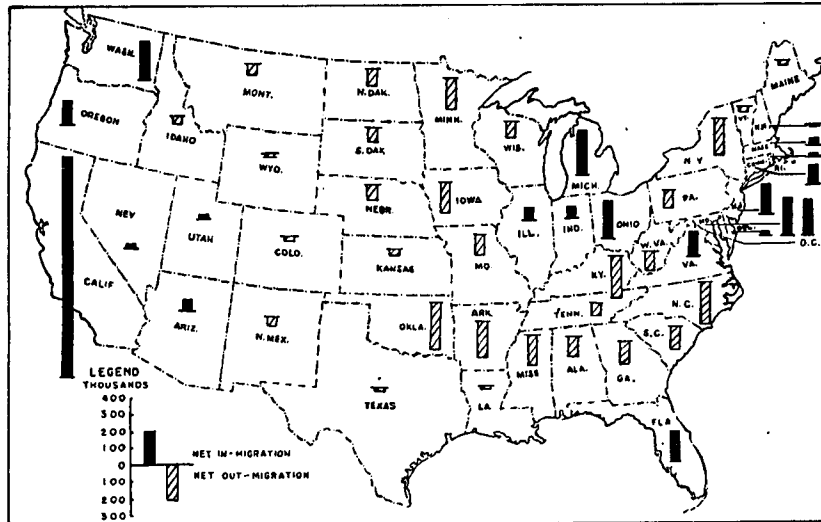 WASH.
OREGON
IDAHO
MONT.
WYO.
N.DAK.
S.DAK.
NEBR.
MINN.
WIS.
IOWA
MICH.
ILL.
IND.
OHIO
N Y
PA.
VT.
N.H.
MASS.
CONN.
R.I.
MAINE
NEV
UTAH
COLO.
KANSAS
MO.
KY.
W.VA.
VA.
D.C.
CALIF
ARIZ.
N.MEX.
OKLA.
ARK.
TENN.
N.C.
S.C.
MISS
ALA.
GA.
TEXAS
LA
FLA
LEGEND
THOUSANDS
400
300
200
100
0
100
200
300
NET IN-MIGRATION
NET OUT-MIGRATION